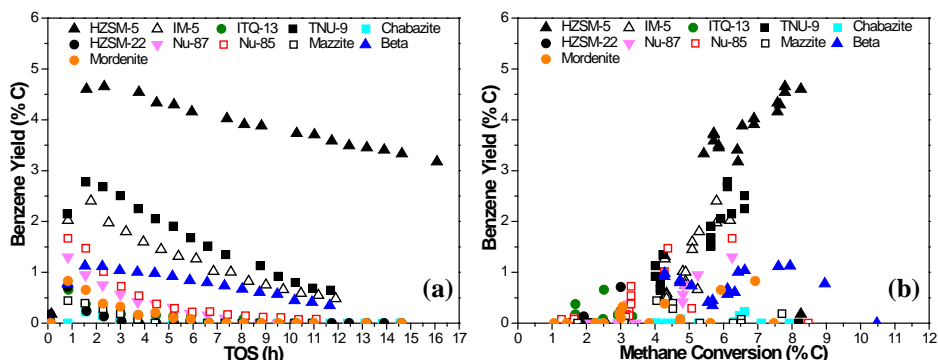 HZSM-5 IM-5 ITQ-13 TNU-9 Chabazite
HZSM-22 Nu-87 Nu-85 Mazzite Beta
Mordenite
6
5
4
3
2
1
0
Benzene Yield (% C)
0 1 2 3 4 5 6 7 8 9 10 11 12 13 14 15 16 17
TOS (h)
(a)
HZSM-5 IM-5 ITQ-13 TNU-9 Chabazite
HZSM-22 Nu-87 Nu-85 Mazzite Beta
Mordenite
6
5
4
3
2
1
0
Benzene Yield (% C)
0 1 2 3 4 5 6 7 8 9 10 11 12
Methane Conversion (% C)
(b)